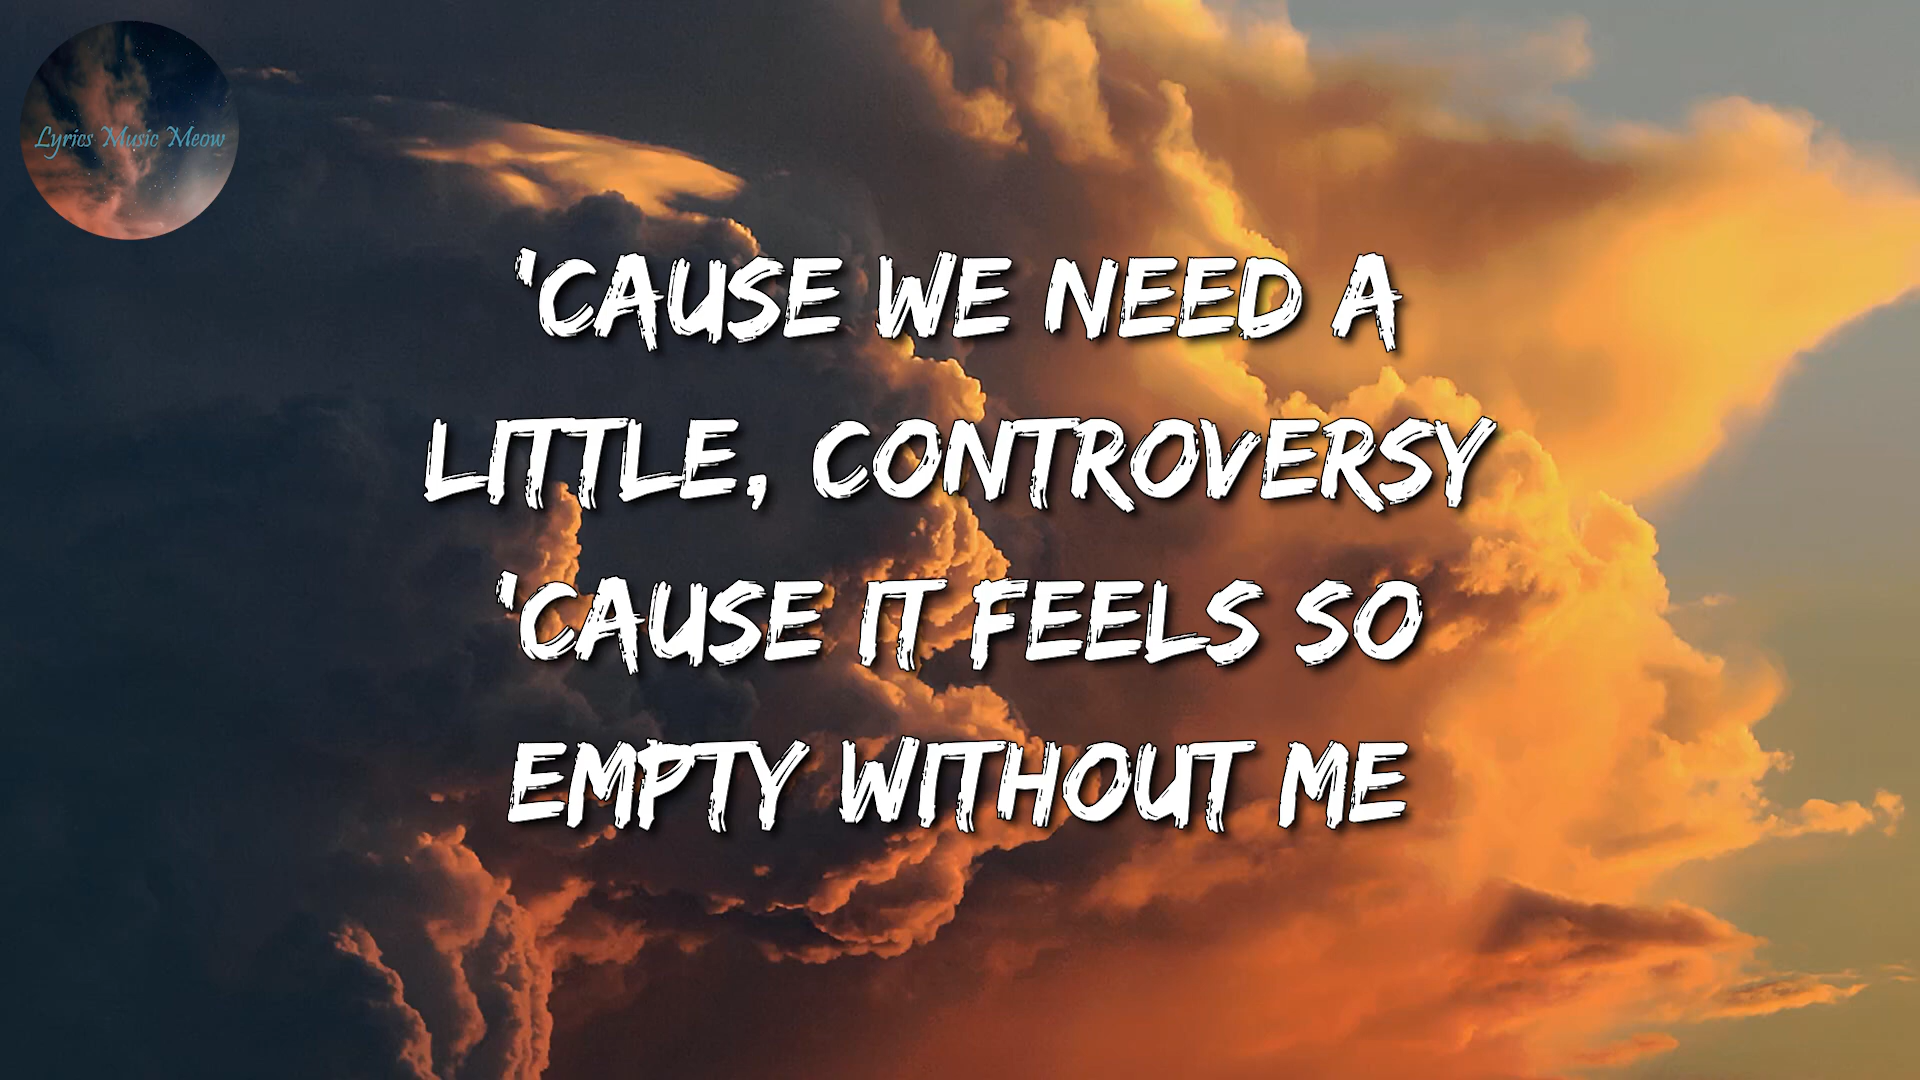 Lyrics Music Meow
'CAUSE WE NEED A
LITTLE, CONTROVERSY
'CAUSE IT FEELS SO
EMPTY WITHOUT ME